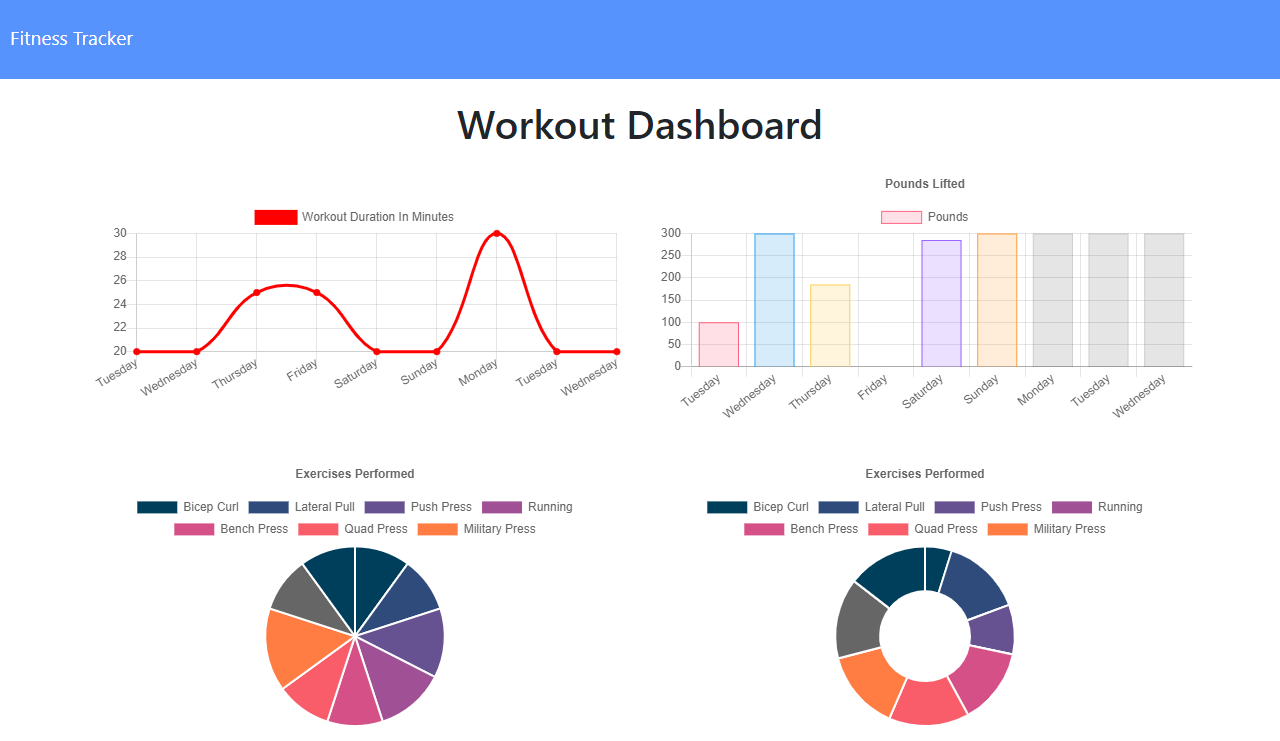 Fitness Tracker
Workout Dashboard
Workout Duration In Minutes
30
28
26
24
22
20
Tuesday Wednesday Thursday Friday Saturday Sunday Monday Tuesday Wednesday
Pounds Lifted
Pounds
300
250
200
150
100
50
0
Tuesday Wednesday Thursday Friday Saturday Sunday Monday Tuesday Wednesday
Exercises Performed
Bicep Curl Lateral Pull Push Press Running
Bench Press Quad Press Military Press
Exercises Performed
Bicep Curl Lateral Pull Push Press Running
Bench Press Quad Press Military Press